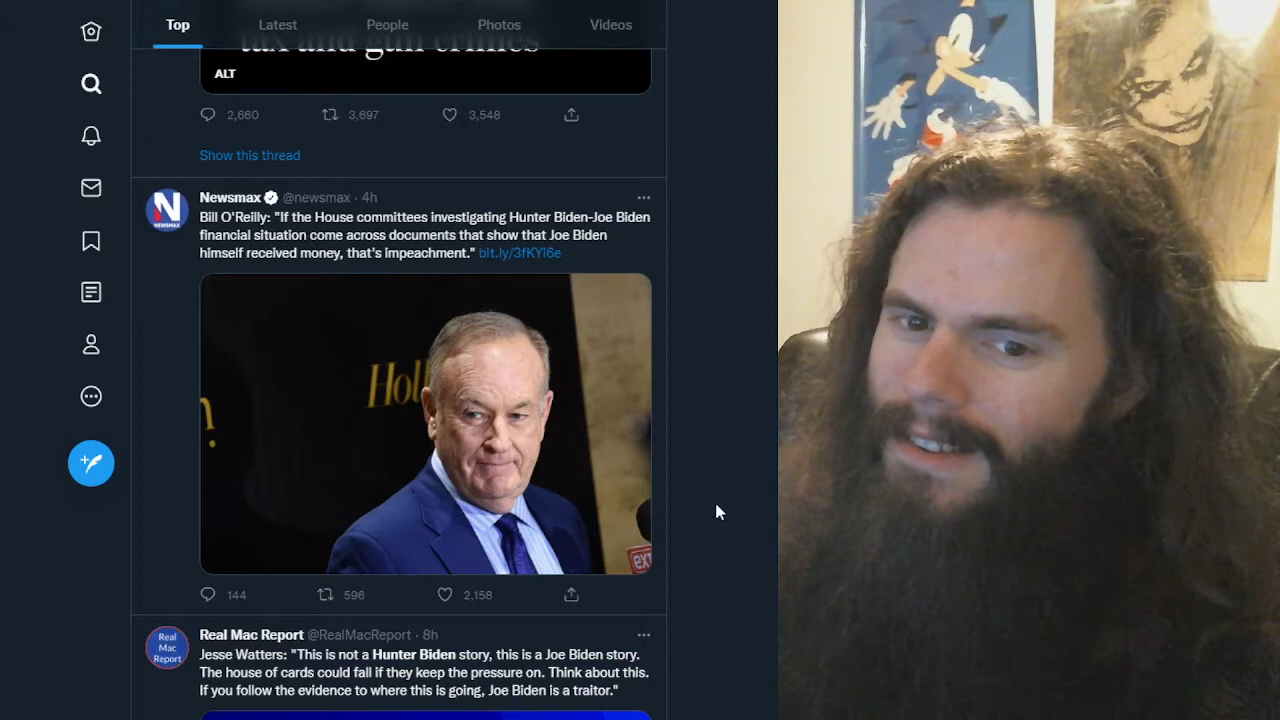 Top
Latest
People
Photos
Videos
tax and gun crimes
ALT
2,660
3,697
3,548
Show this thread
Newsmax @newsmax · 4h
Bill O'Reilly: "If the House committees investigating Hunter Biden-Joe Biden
financial situation come across documents that show that Joe Biden
himself received money, that's impeachment." bit.ly/3fKYi6e
N
NEWSMAX
Holl
ext
144
596
2,158
Real Mac Report @RealMacReport · 8h
Real
Mac
Report
Jesse Watters: "This is not a Hunter Biden story, this is a Joe Biden story.
The house of cards could fall if they keep the pressure on. Think about this.
If you follow the evidence to where this is going, Joe Biden is a traitor."